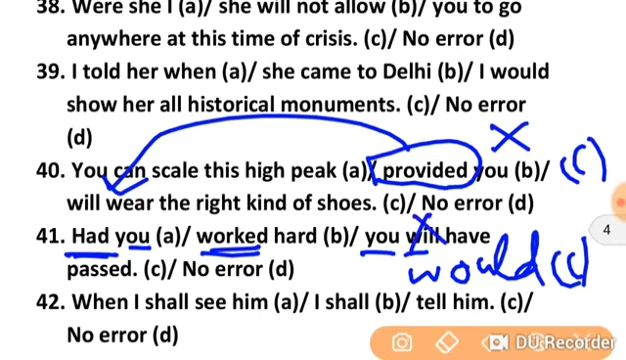 38. Were she I (a)/ she will not allow (b)/ you to go
anywhere at this time of crisis. (c)/ No error (d)
39. I told her when (a)/ she came to Delhi (b)/ I would
show her all historical monuments. (c)/ No error
(d)
40. You can scale this high peak (a)/ provided you (b)/ (c)
will wear the right kind of shoes. (c)/ No error (d)
4
41. Had you (a)/ worked hard (b)/ you will have
would (c)
passed. (c)/ No error (d)
42. When I shall see him (a)/ I shall (b)/ tell him. (c)/
No error (d)
DU Recorder